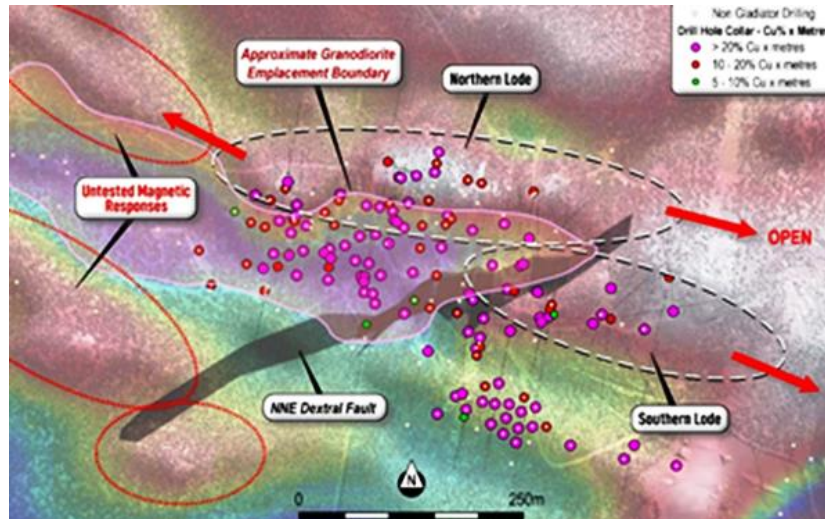 Non Gladiator Drilling
Drill Hole Collar - Cu% x Metres
> 20% Cu x metres
10 - 20% Cu x metres
5 - 10% Cu x metres
Approximate Granodiorite
Emplacement Boundary
Northern Lode
Untested Magnetic
Responses
OPEN
NNE Dextral Fault
Southern Lode
N
0
250m